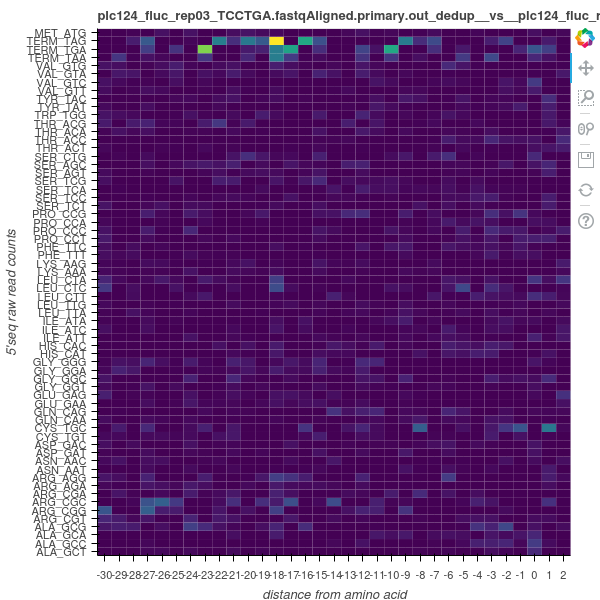 plc124_fluc_rep03_TCCTGA.fastqAligned.primary.out_dedup__vs__plc124_fluc_r
MET_ATG
TERM_TAG
TERM_TGA
TERM_TAA
VAL_GTG
VAL_GTA
VAL_GTC
VAL_GTT
TYR_TAC
TYR_TAT
TRP_TGG
THR_ACG
THR_ACA
THR_ACC
THR_ACT
SER_CTG
SER_AGC
SER_AGT
SER_TCG
SER_TCA
SER_TCC
SER_TCT
PRO_CCG
PRO_CCA
PRO_CCC
PRO_CCT
PHE_TTC
PHE_TTT
LYS_AAG
LYS_AAA
LEU_CTA
LEU_CTC
LEU_CTT
LEU_TTG
LEU_TTA
ILE_ATA
ILE_ATC
ILE_ATT
HIS_CAC
HIS_CAT
GLY_GGG
GLY_GGA
GLY_GGC
GLY_GGT
GLU_GAG
GLU_GAA
GLN_CAG
GLN_CAA
CYS_TGC
CYS_TGT
ASP_GAC
ASP_GAT
ASN_AAC
ASN_AAT
ARG_AGG
ARG_AGA
ARG_CGA
ARG_CGC
ARG_CGG
ARG_CGT
ALA_GCG
ALA_GCA
ALA_GCC
ALA_GCT
5'seq raw read counts
-30 -29 -28 -27 -26 -25 -24 -23 -22 -21 -20 -19 -18 -17 -16 -15 -14 -13 -12 -11 -10 -9 -8 -7 -6 -5 -4 -3 -2 -1 0 1 2
distance from amino acid